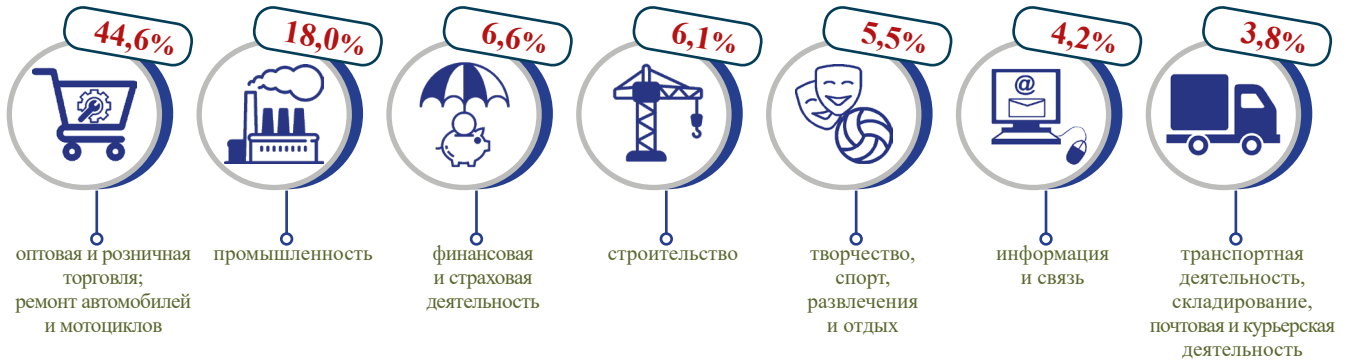 44,6%
18,0%
6,6%
6,1%
5,5%
4,2%
3,8%
@
оптовая и розничная
торговля;
ремонт автомобилей
и мотоциклов
промышленность
финансовая
и страховая
деятельность
строительство
творчество,
спорт,
развлечения
и отдых
информация
и связь
транспортная
деятельность,
складирование,
почтовая и курьерская
деятельность